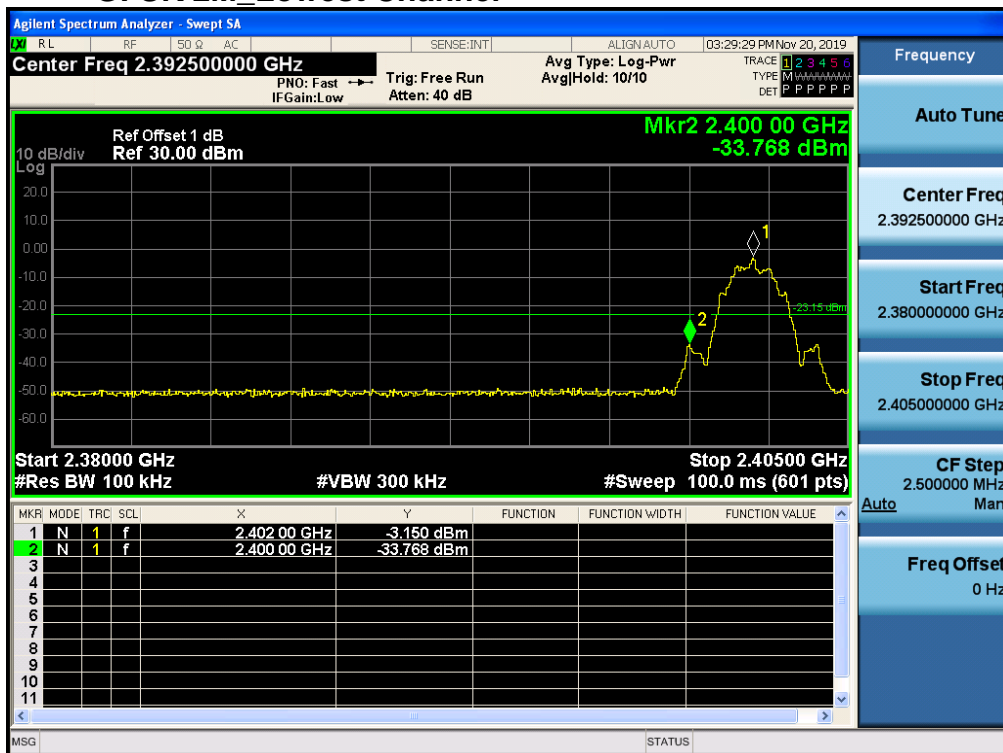 Agilent Spectrum Analyzer - Swept SA
LXI RL RF 50 Ω AC SENSE:INT ALIGN AUTO 03:29:29 PM Nov 20, 2019
Center Freq 2.392500000 GHz
PNO: Fast
IFGain:Low
Trig: Free Run
Atten: 40 dB
Avg Type: Log-Pwr
Avg|Hold: 10/10
TRACE 1 2 3 4 5 6
TYPE M W W W W W
DET P P P P P P
Ref Offset 1 dB
10 dB/div Ref 30.00 dBm
Log
Mkr2 2.400 00 GHz
-33.768 dBm
20.0
10.0
0.00
-10.0
-20.0
-30.0
-40.0
-50.0
-60.0
1
2
-23.15 dBm
Start 2.38000 GHz Stop 2.40500 GHz
#Res BW 100 kHz #VBW 300 kHz #Sweep 100.0 ms (601 pts)
MKR MODE TRC SCL X Y FUNCTION FUNCTION WIDTH FUNCTION VALUE
1 N 1 f 2.402 00 GHz -3.150 dBm
2 N 1 f 2.400 00 GHz -33.768 dBm
3
4
5
6
7
8
9
10
11
MSG STATUS
Frequency
Auto Tune
Center Freq
2.392500000 GHz
Start Freq
2.380000000 GHz
Stop Freq
2.405000000 GHz
CF Step
2.500000 MHz
Auto Man
Freq Offset
0 Hz